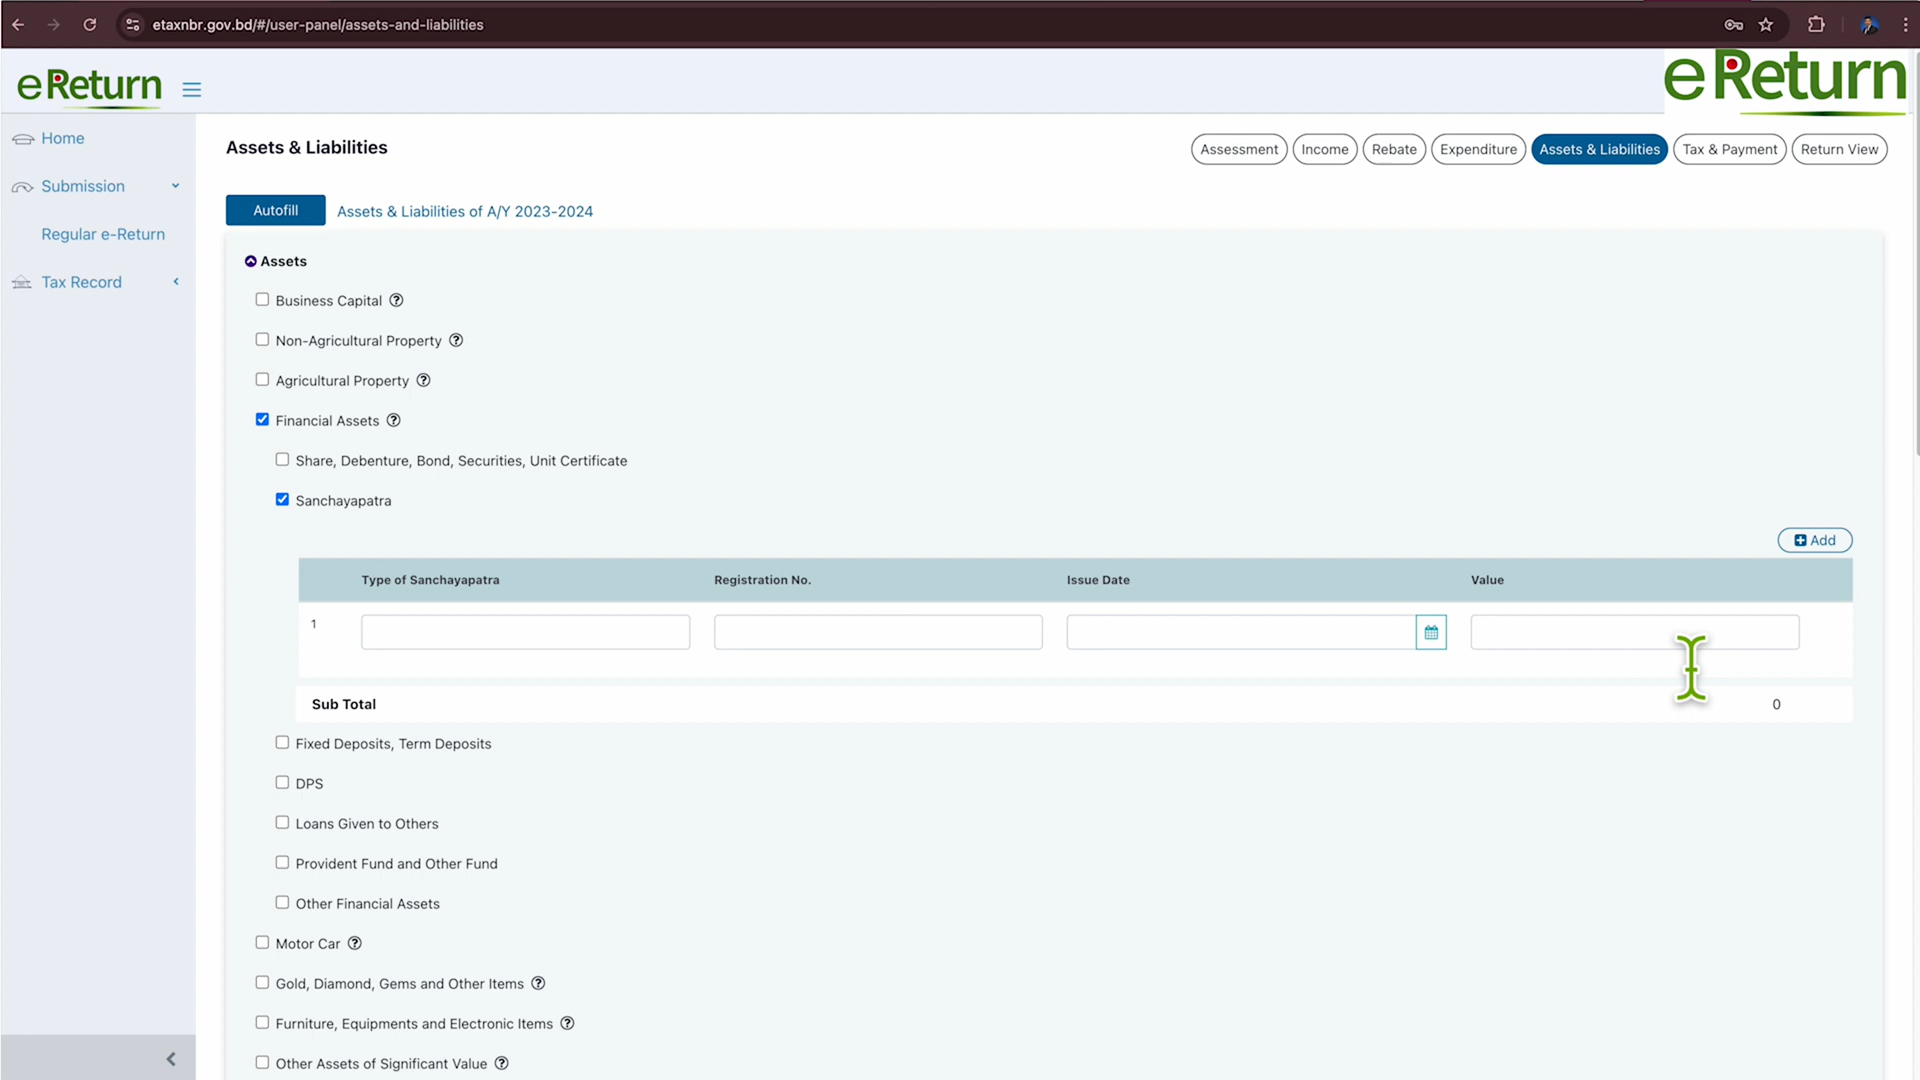 etaxnbr.gov.bd/#/user-panel/assets-and-liabilities
eReturn
eReturn
Home
Submission
Regular e-Return
Tax Record
Assets & Liabilities
Assessment
Income
Rebate
Expenditure
Assets & Liabilities
Tax & Payment
Return View
Autofill
Assets & Liabilities of A/Y 2023-2024
Assets
Business Capital
Non-Agricultural Property
Agricultural Property
Financial Assets
Share, Debenture, Bond, Securities, Unit Certificate
Sanchayapatra
Add
Type of Sanchayapatra Registration No. Issue Date Value
1
Sub Total 0
Fixed Deposits, Term Deposits
DPS
Loans Given to Others
Provident Fund and Other Fund
Other Financial Assets
Motor Car
Gold, Diamond, Gems and Other Items
Furniture, Equipments and Electronic Items
Other Assets of Significant Value